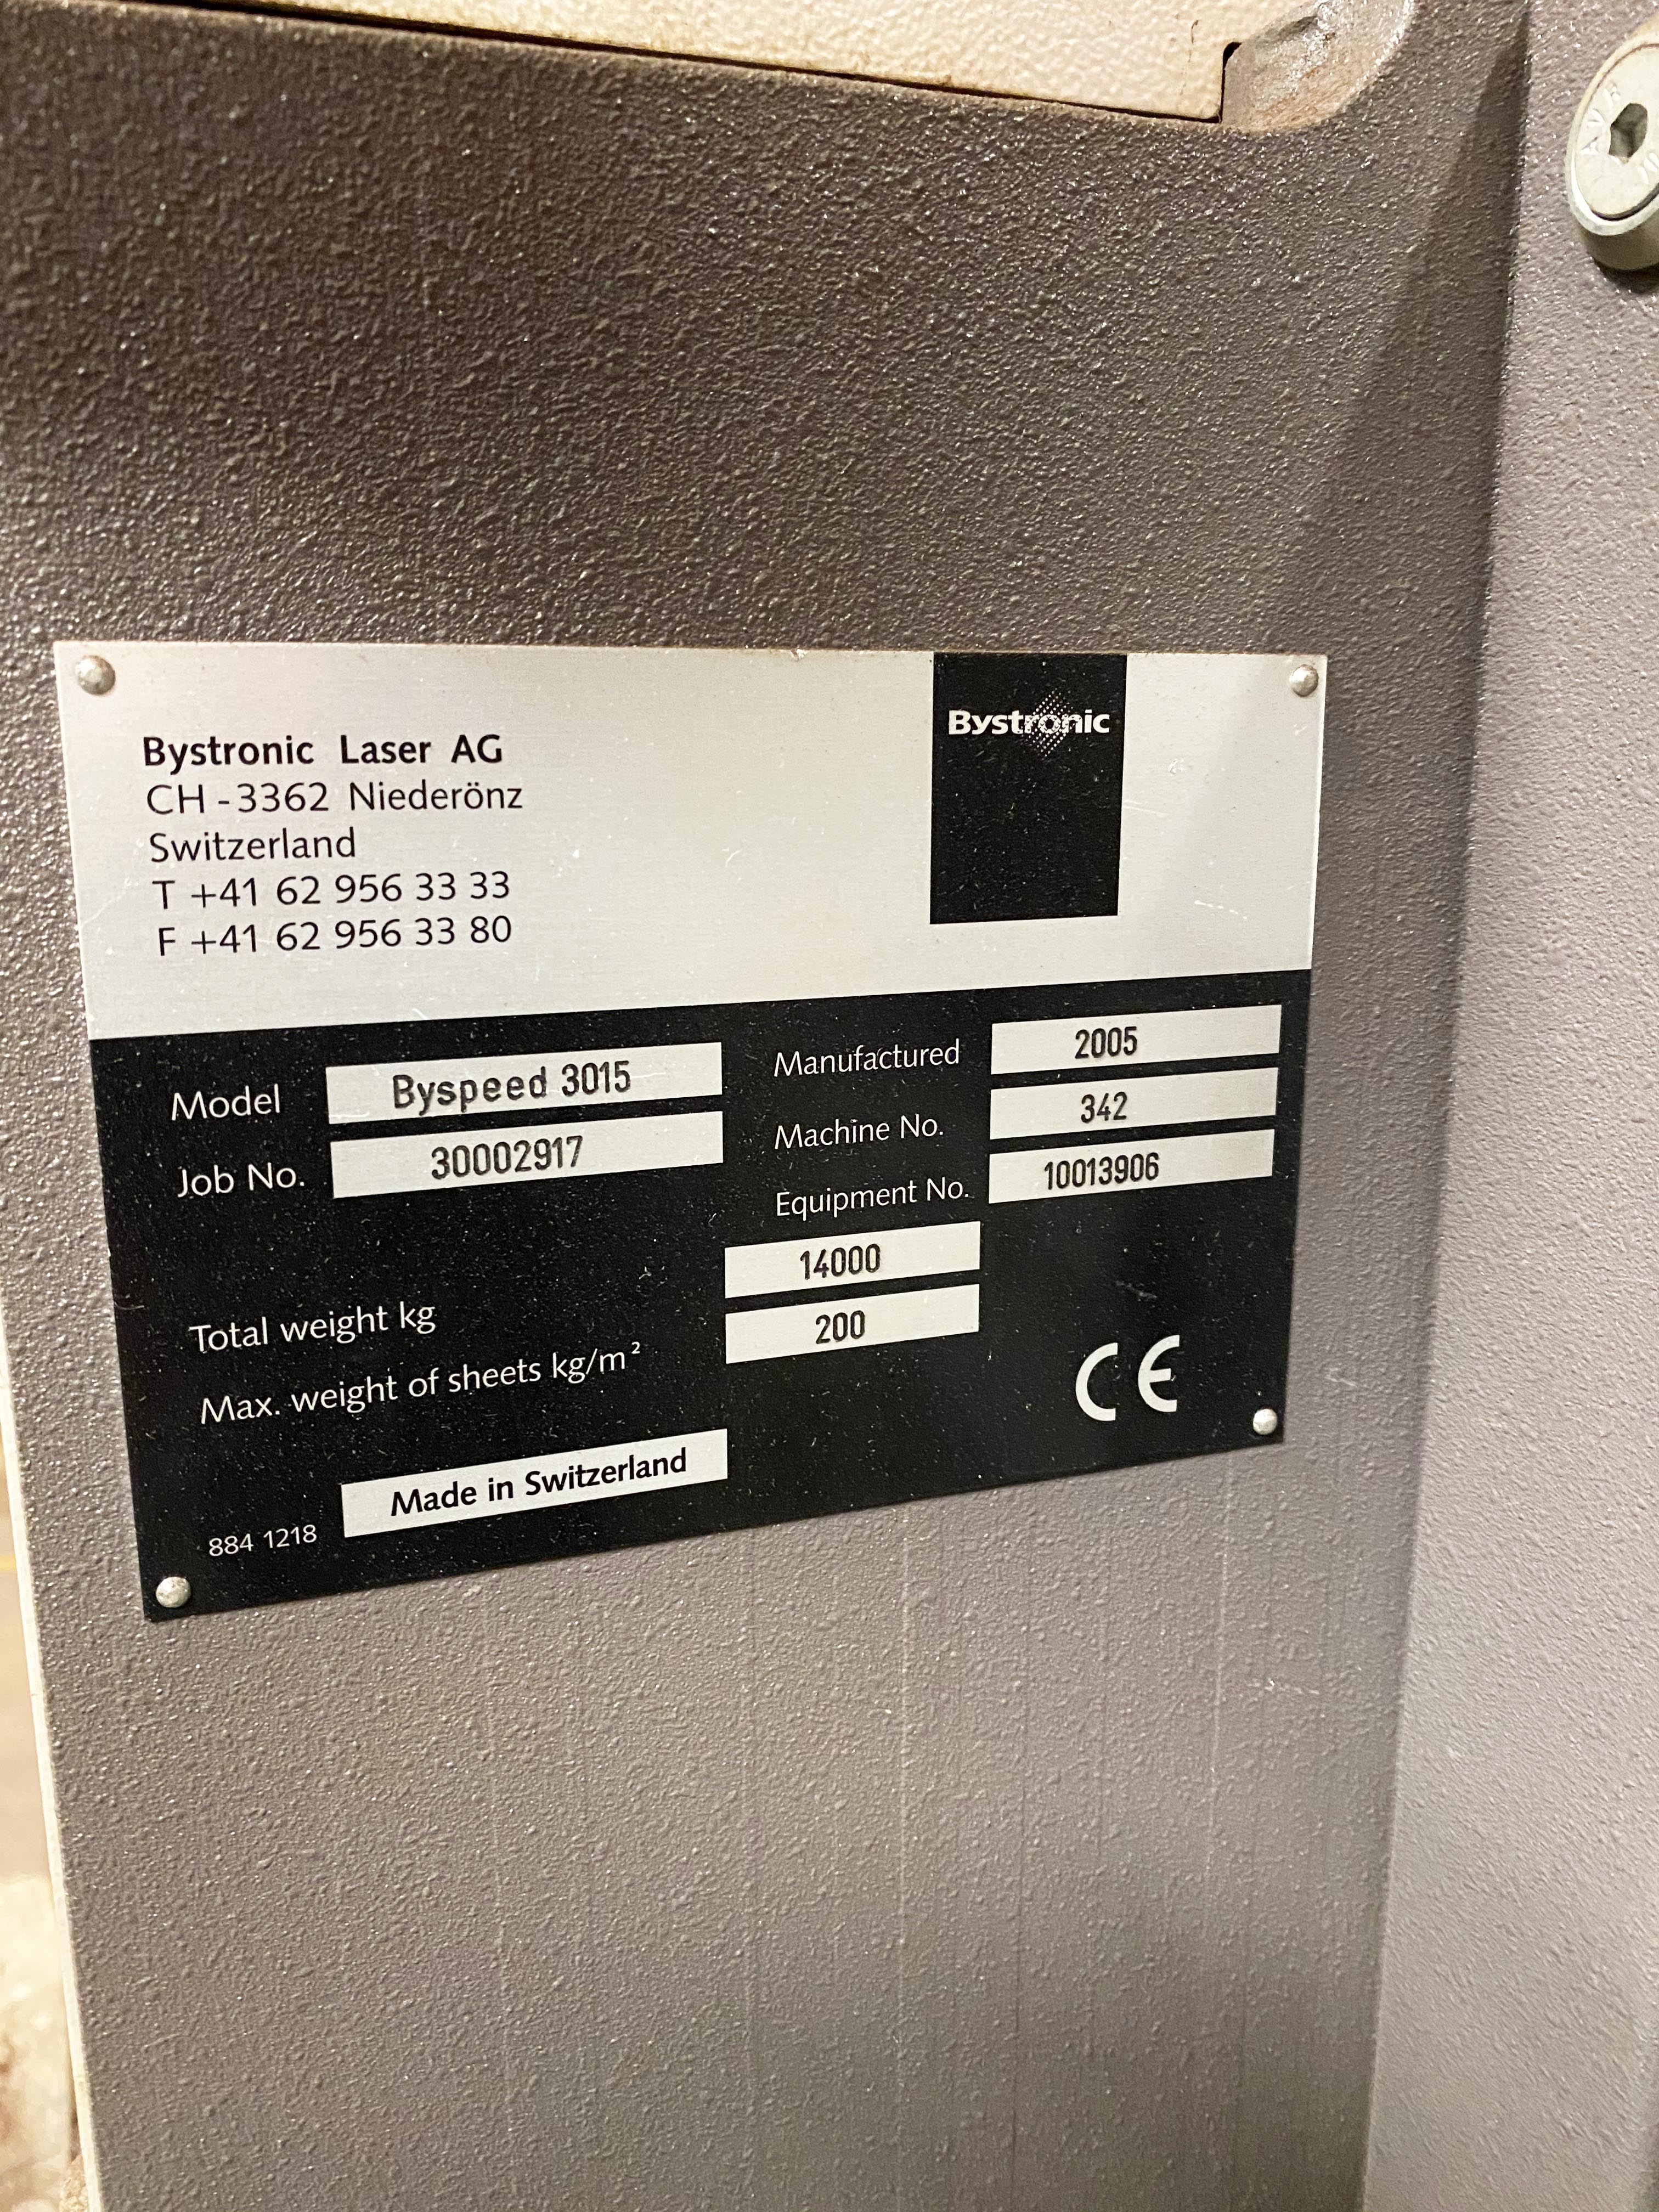 Bystronic Laser AG
CH-3362 Niederönz
Switzerland
T +41 62 956 33 33
F +41 62 956 33 80
Bystronic
Model Byspeed 3015
Job No. 30002917
Manufactured 2005
Machine No. 342
Equipment No. 10013906
Total weight kg 14000
Max. weight of sheets kg/m² 200
CE
884 1218 Made in Switzerland